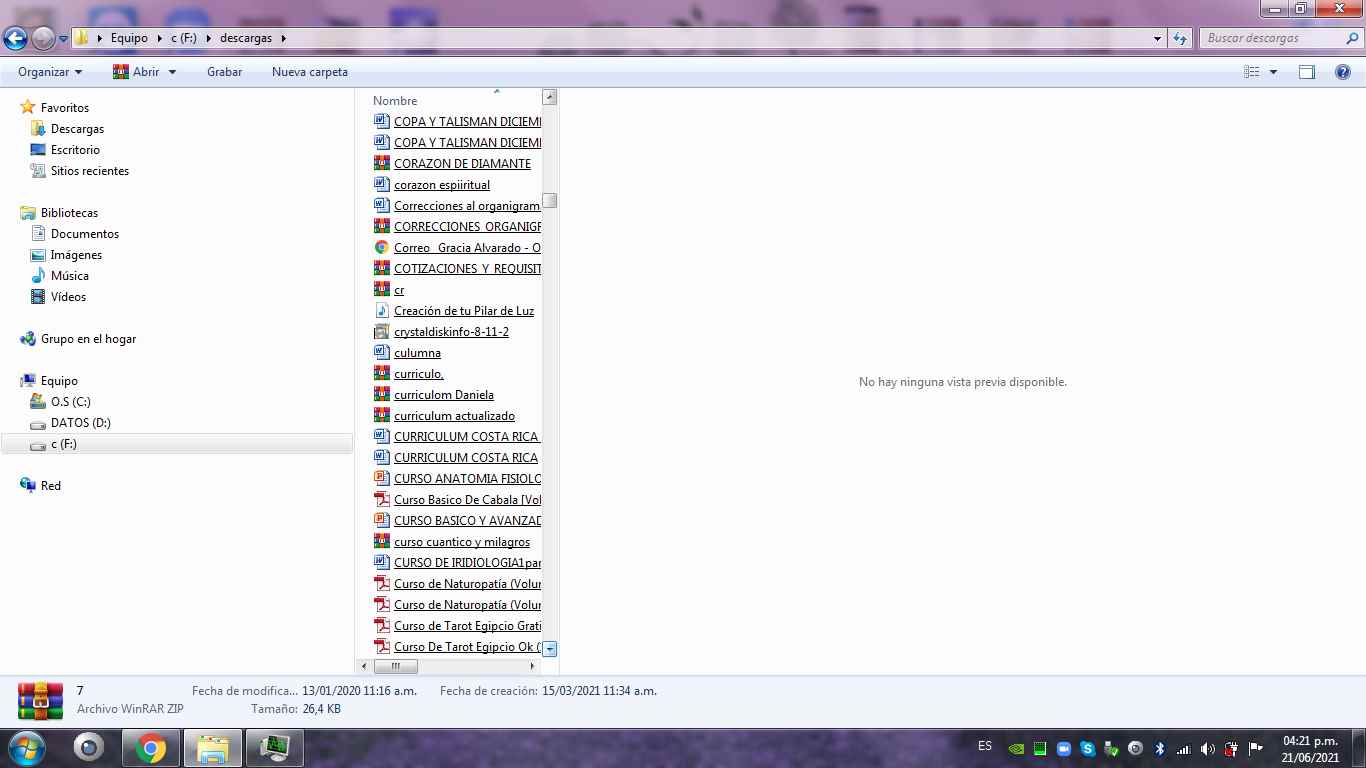 Equipo
c (F:)
descargas
Buscar descargas
Organizar
Abrir
Grabar
Nueva carpeta
Favoritos
Descargas
Escritorio
Sitios recientes
Bibliotecas
Documentos
Imágenes
Música
Vídeos
Grupo en el hogar
Equipo
O.S (C:)
DATOS (D:)
c (F:)
Red
Nombre
COPA Y TALISMAN DICIEM
COPA Y TALISMAN DICIEM
CORAZON DE DIAMANTE
corazon espiiritual
Correcciones al organigram
CORRECCIONES ORGANIGR
Correo_ Gracia Alvarado - O
COTIZACIONES Y REQUISIT
cr
Creación de tu Pilar de Luz
crystaldiskinfo-8-11-2
culumna
curriculo,
curriculom Daniela
curriculum actualizado
CURRICULUM COSTA RICA
CURRICULUM COSTA RICA
CURSO ANATOMIA FISIOLO
Curso Basico De Cabala [Vol
CURSO BASICO Y AVANZAD
curso cuantico y milagros
CURSO DE IRIDIOLOGIA1par
Curso de Naturopatía (Volur
Curso de Naturopatía (Volur
Curso de Tarot Egipcio Grati
Curso De Tarot Egipcio Ok (
No hay ninguna vista previa disponible.
7
Fecha de modifica... 13/01/2020 11:16 a.m.
Fecha de creación: 15/03/2021 11:34 a.m.
Archivo WinRAR ZIP
Tamaño: 26,4 KB
ES
04:21 p.m.
21/06/2021